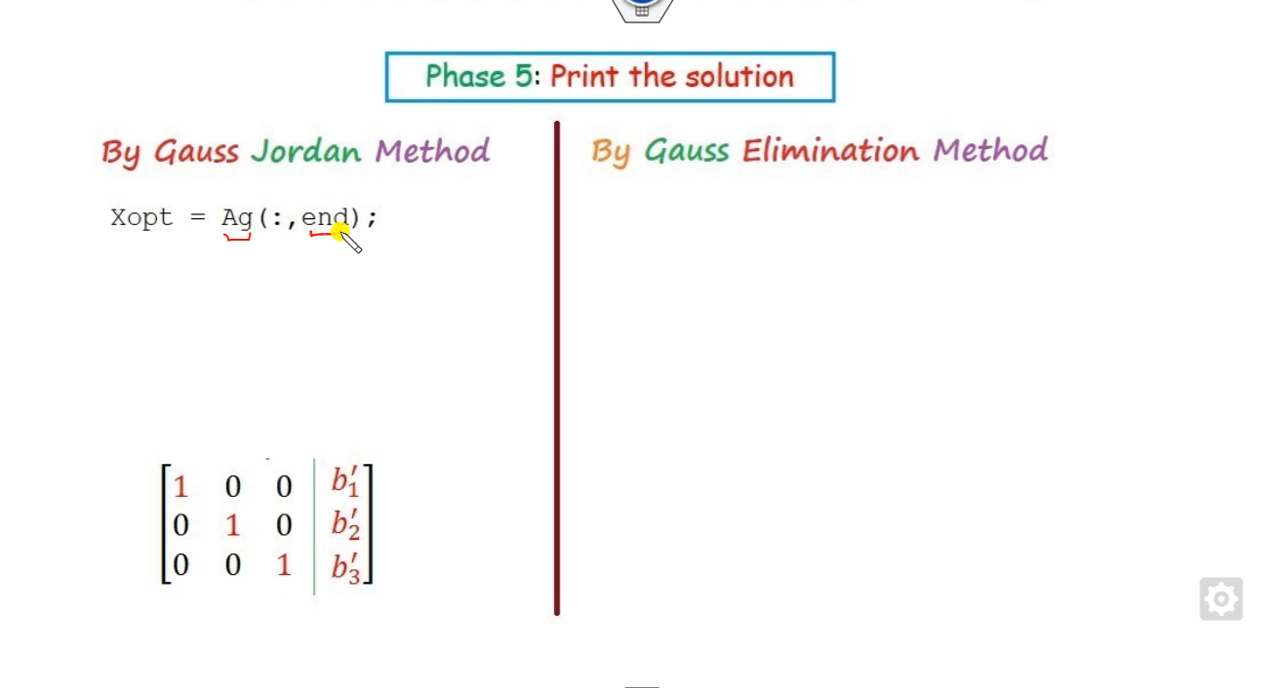 Phase 5: Print the solution
By Gauss Jordan Method
Xopt = Ag(:,end);
1 0 0 b′₁
0 1 0 b′₂
0 0 1 b′₃
By Gauss Elimination Method